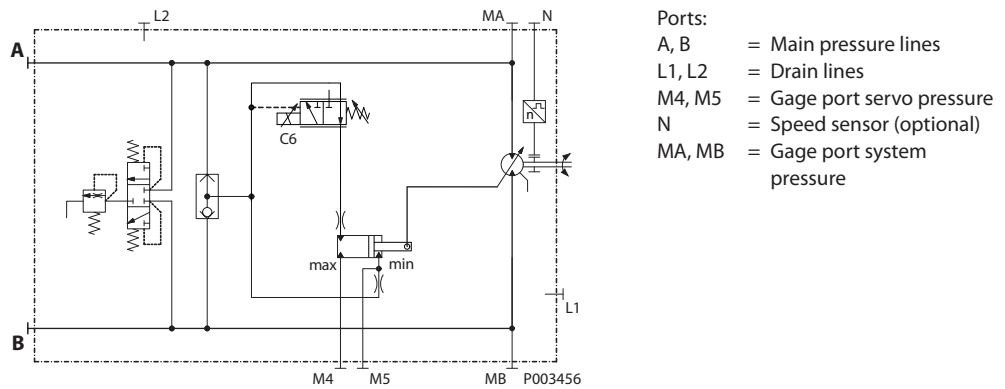 L2
MA
N
A
C6
n
max
min
L1
B
M4
M5
MB
P003456
Ports:
A, B = Main pressure lines
L1, L2 = Drain lines
M4, M5 = Gage port servo pressure
N = Speed sensor (optional)
MA, MB = Gage port system
pressure